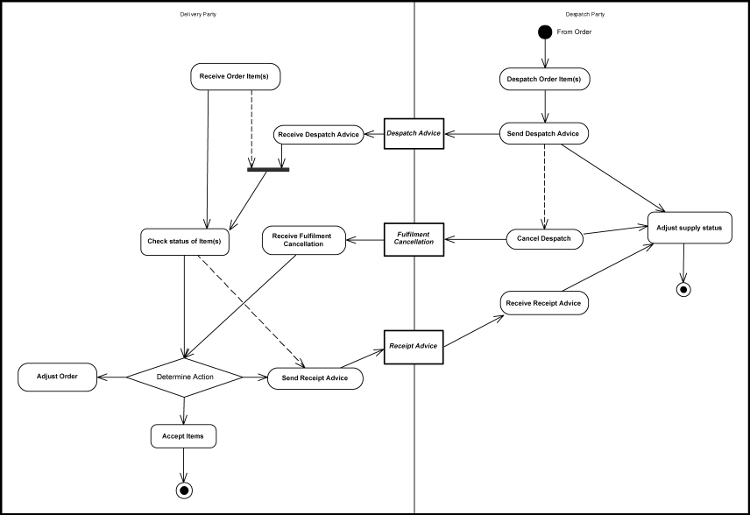 Delivery Party
Despatch Party
From Order
Receive Order Item(s)
Despatch Order Item(s)
Receive Despatch Advice
Despatch Advice
Send Despatch Advice
Check status of Item(s)
Receive Fulfilment
Cancellation
Fulfilment
Cancellation
Cancel Despatch
Adjust supply status
Receive Receipt Advice
Receipt Advice
Adjust Order
Determine Action
Send Receipt Advice
Accept Items